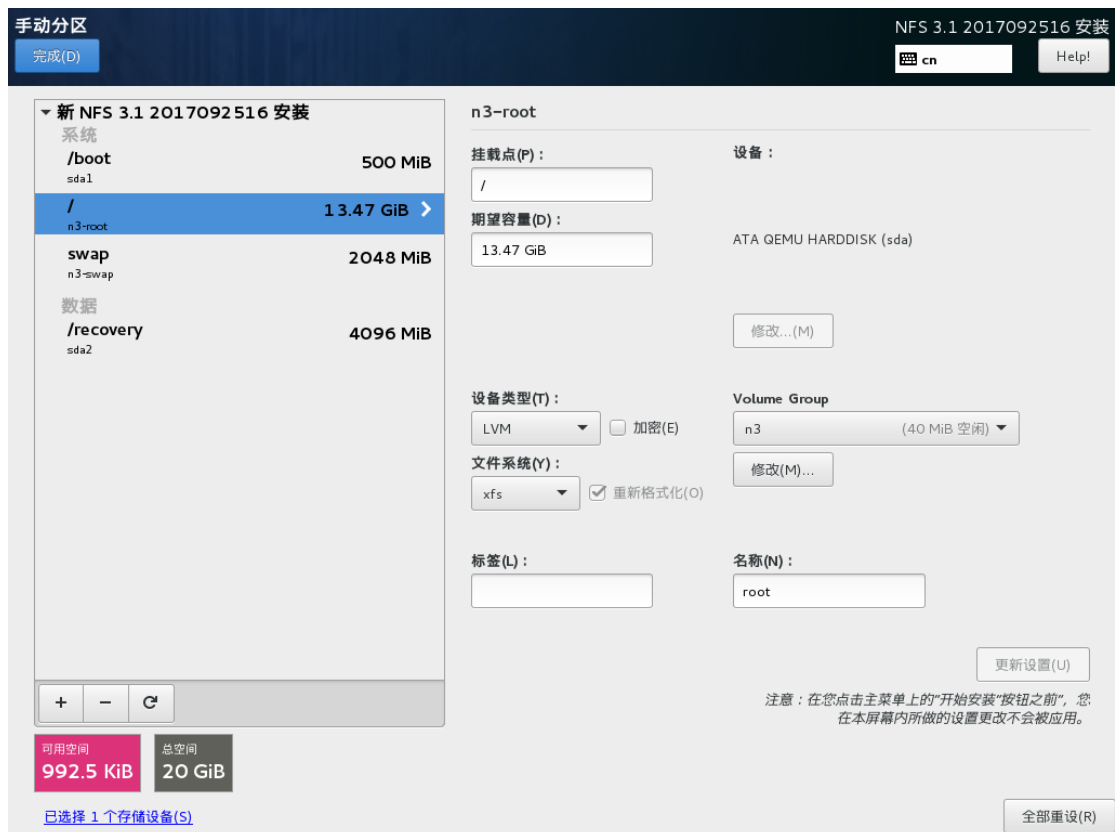 手动分区
NFS 3.1 2017092516 安装
完成(D)
cn
Help!
新 NFS 3.1 2017092516 安装
系统
/boot
500 MiB
sda1
/
13.47 GiB
n3-root
swap
2048 MiB
n3-swap
数据
/recovery
4096 MiB
sda2
n3-root
挂载点(P)：
设备：
/
期望容量(D)：
13.47 GiB
ATA QEMU HARDDISK (sda)
修改...(M)
设备类型(T)：
Volume Group
LVM
加密(E)
n3
(40 MiB 空闲)
文件系统(Y)：
修改(M)...
xfs
重新格式化(O)
标签(L)：
名称(N)：
root
更新设置(U)
注意：在您点击主菜单上的"开始安装"按钮之前"，您
在本屏幕内所做的设置更改不会被应用。
+
−
可用空间
992.5 KiB
总空间
20 GiB
已选择 1 个存储设备(S)
全部重设(R)